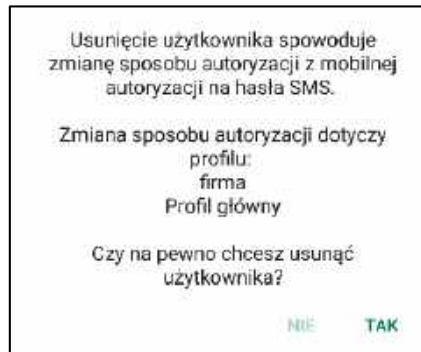 Usunięcie użytkownika spowoduje
zmianę sposobu autoryzacji z mobilnej
autoryzacji na hasła SMS.
Zmiana sposobu autoryzacji dotyczy
profilu:
firma
Profil główny
Czy na pewno chcesz usunąć
użytkownika?
NIE TAK